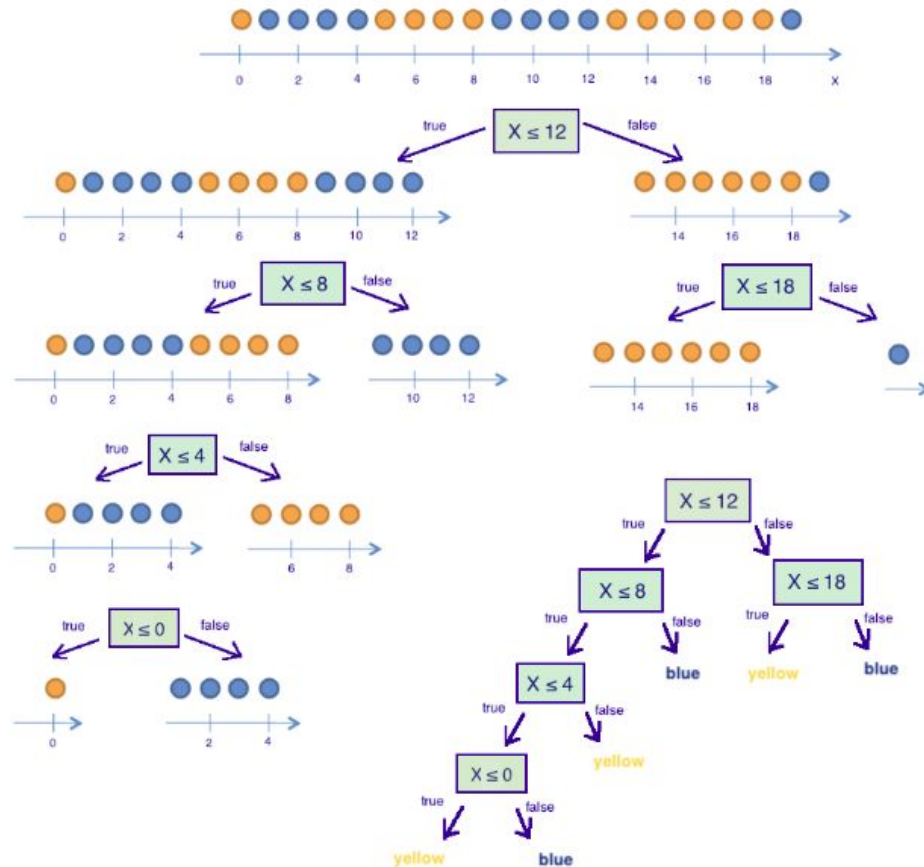 0 2 4 6 8 10 12 14 16 18 X
true X ≤ 12 false
0 2 4 6 8 10 12
14 16 18
true X ≤ 8 false
true X ≤ 18 false
0 2 4 6 8
10 12
14 16 18
true X ≤ 4 false
0 2 4
6 8
true X ≤ 0 false
0
2 4
X ≤ 12
true false
X ≤ 8 X ≤ 18
true false true false
X ≤ 4 blue yellow blue
true false
X ≤ 0 yellow
true false
yellow blue